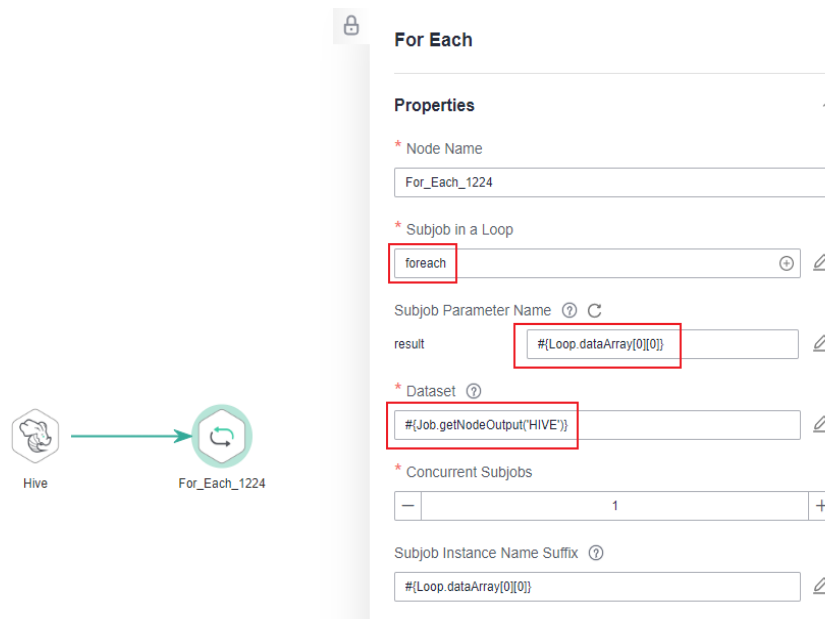 For Each
Properties
* Node Name
For_Each_1224
* Subjob in a Loop
foreach
Subjob Parameter Name
result
#{Loop.dataArray[0][0]}
* Dataset
#{Job.getNodeOutput('HIVE')}
* Concurrent Subjobs
1
Subjob Instance Name Suffix
#{Loop.dataArray[0][0]}
Hive
For_Each_1224